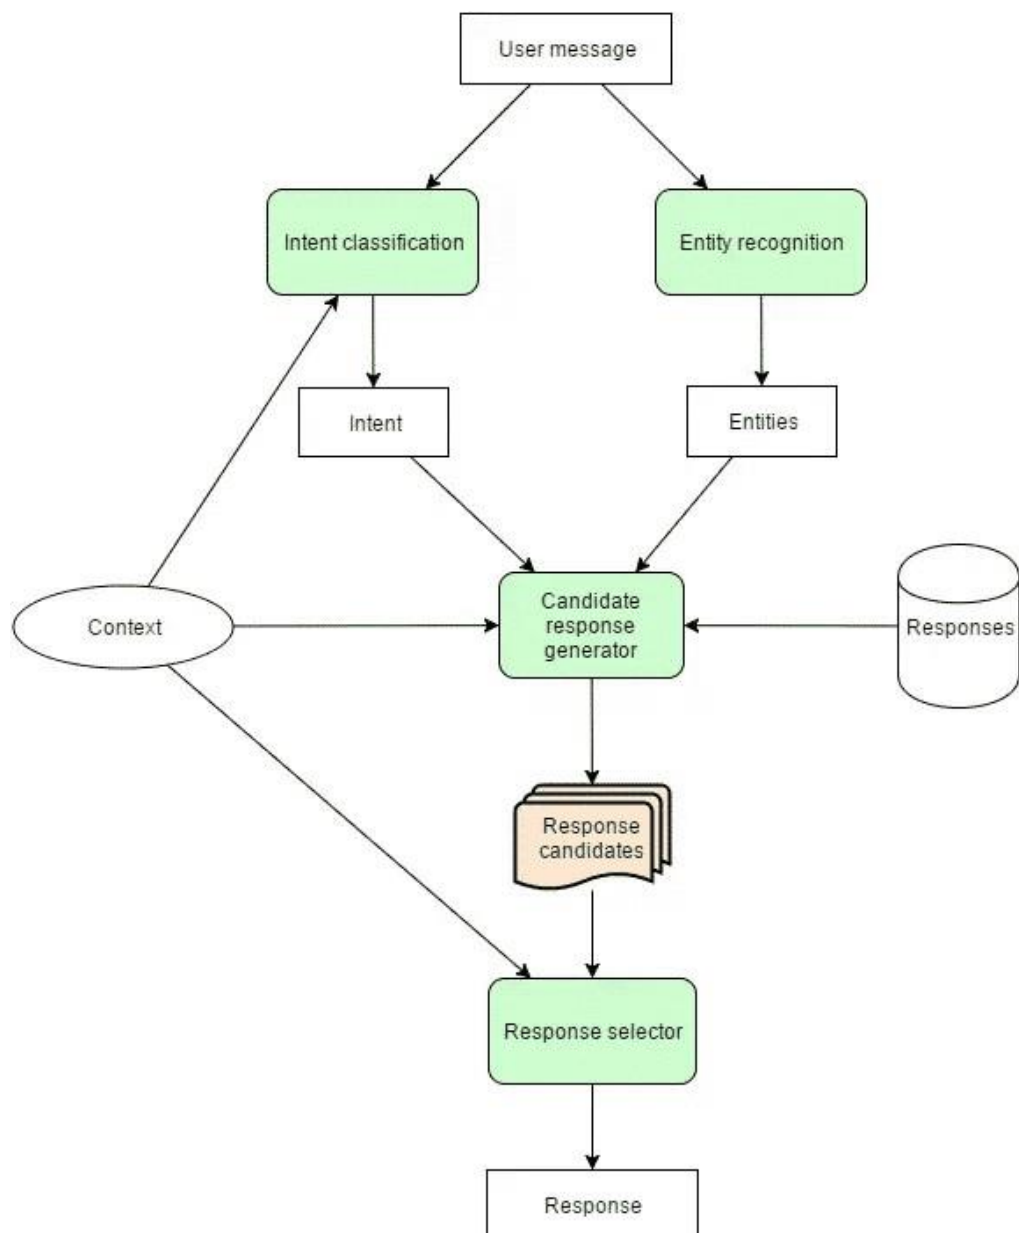 User message
Intent classification
Entity recognition
Intent
Entities
Context
Candidate
response
generator
Responses
Response
candidates
Response selector
Response